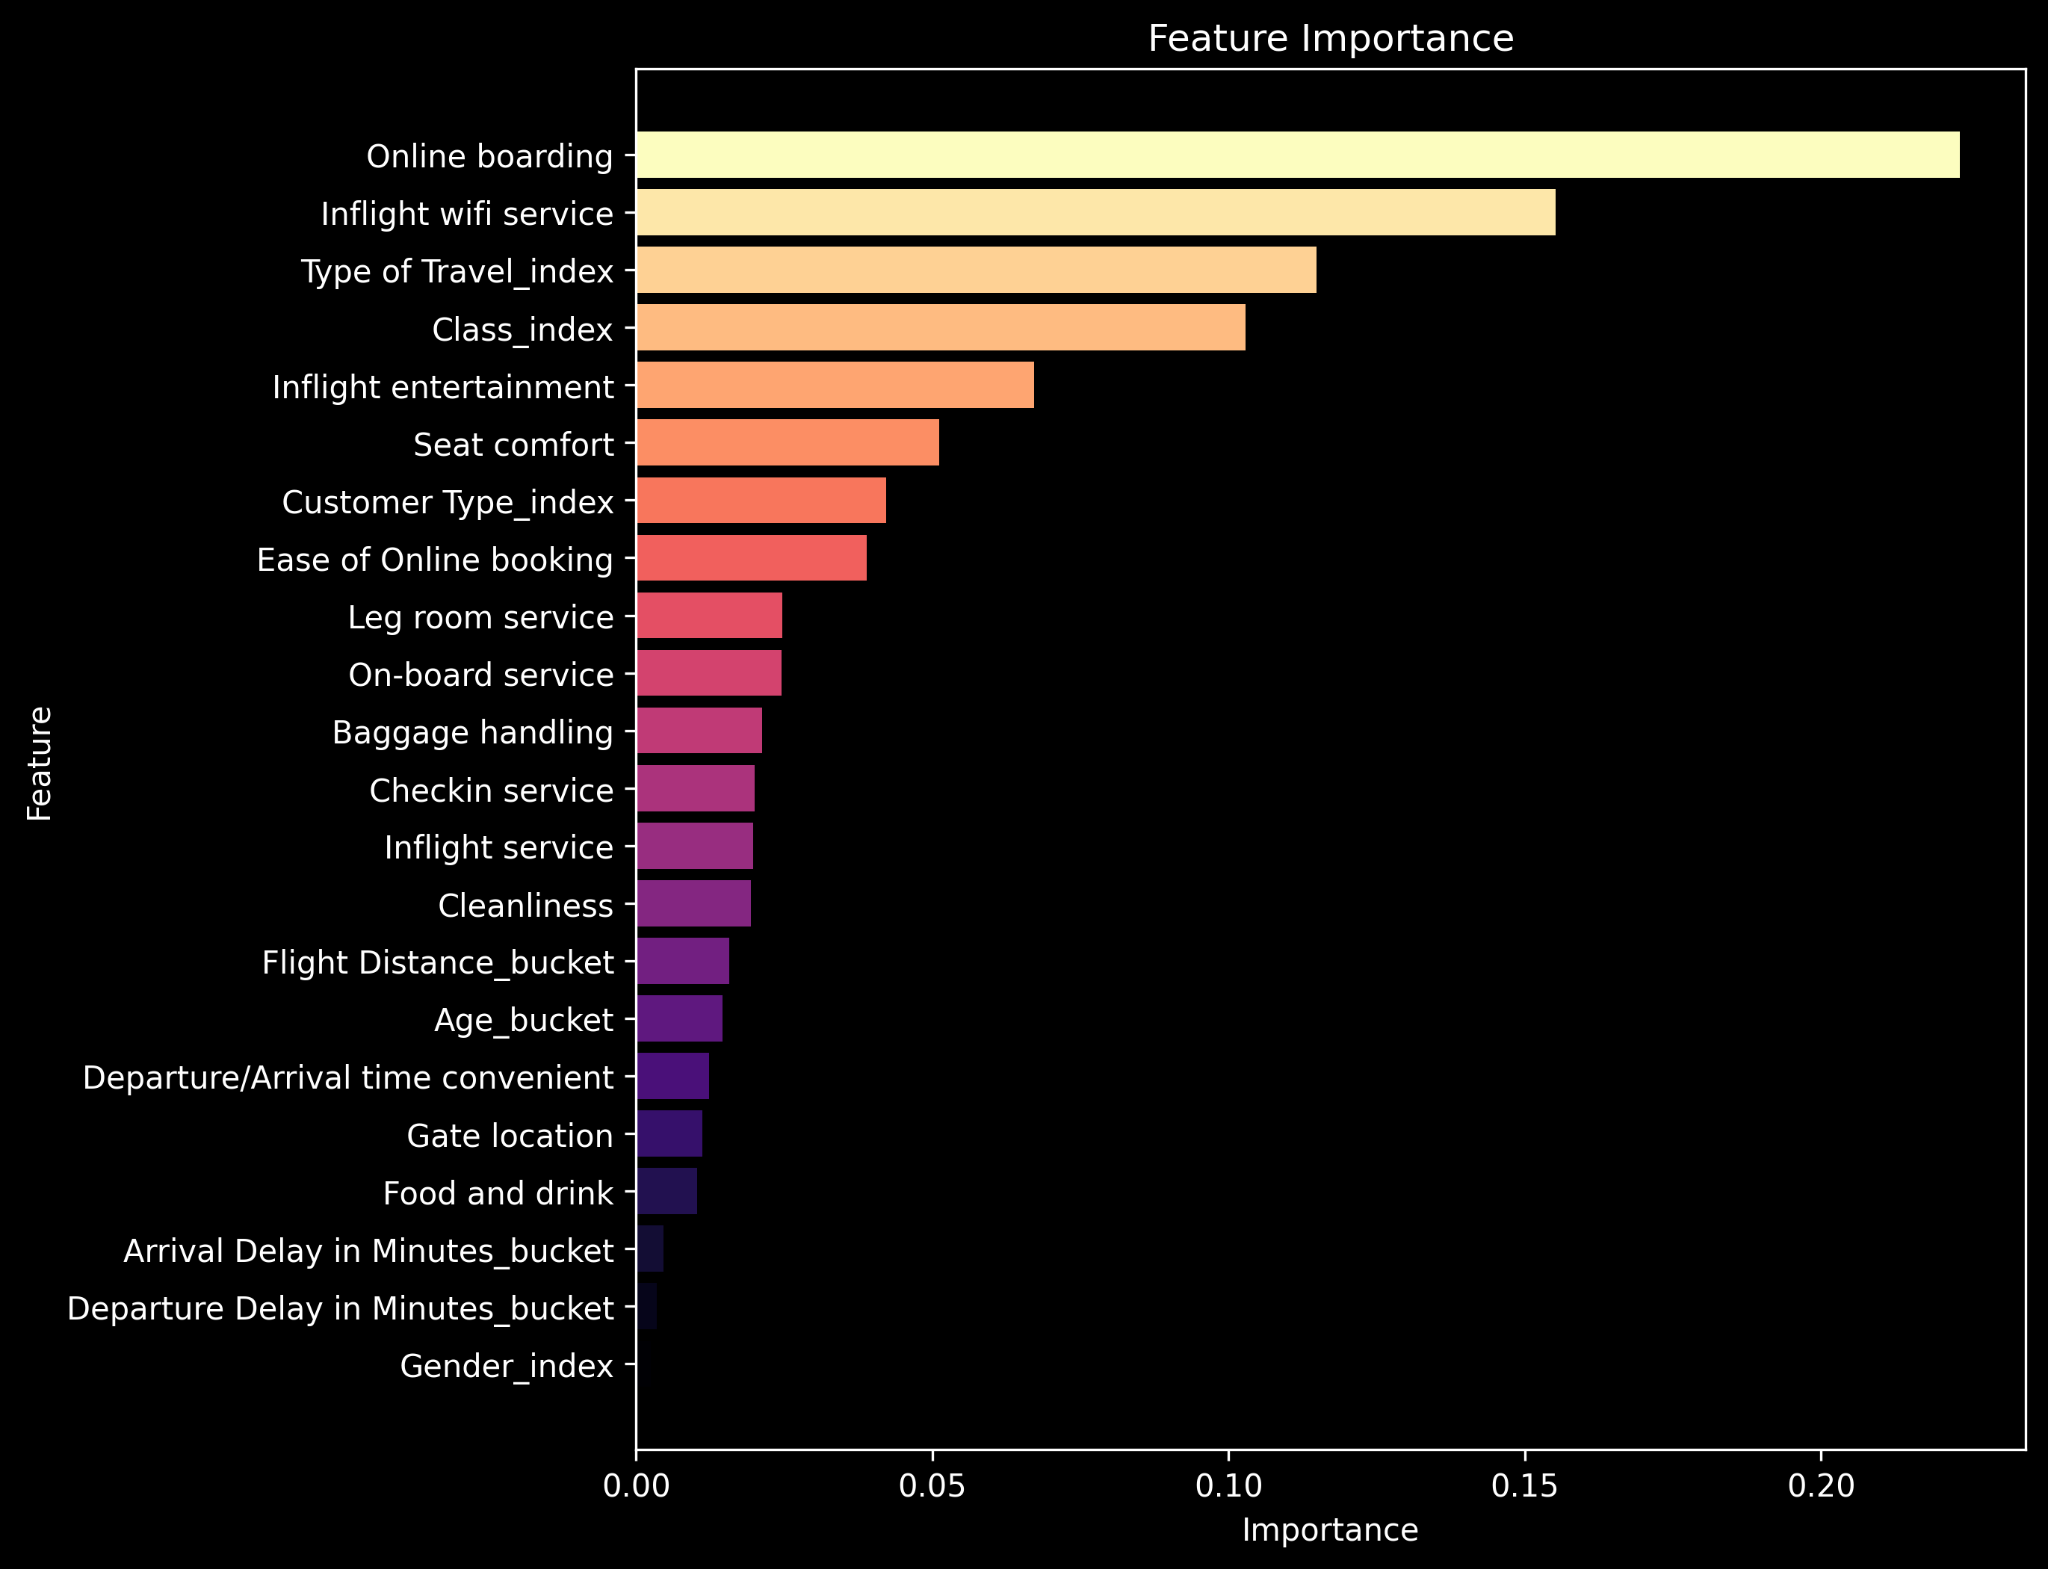 Feature Importance
Online boarding
Inflight wifi service
Type of Travel_index
Class_index
Inflight entertainment
Seat comfort
Customer Type_index
Ease of Online booking
Leg room service
On-board service
Baggage handling
Checkin service
Inflight service
Cleanliness
Flight Distance_bucket
Age_bucket
Departure/Arrival time convenient
Gate location
Food and drink
Arrival Delay in Minutes_bucket
Departure Delay in Minutes_bucket
Gender_index
Feature
0.00 0.05 0.10 0.15 0.20
Importance